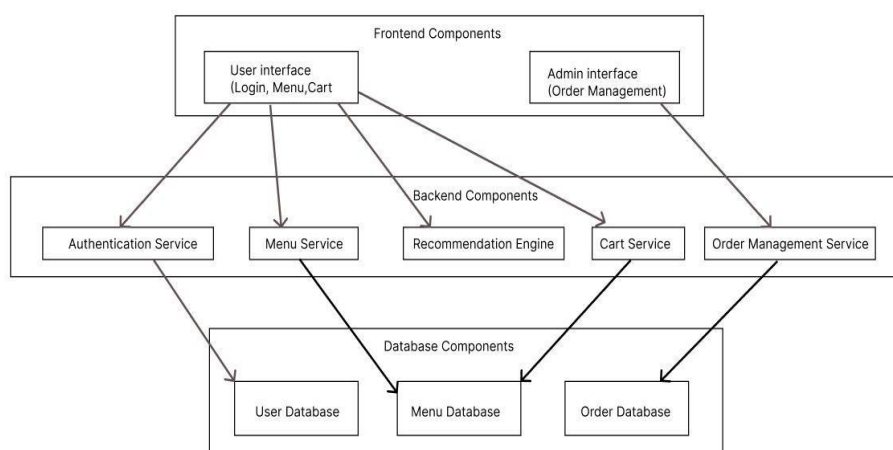 Frontend Components
User interface
(Login, Menu,Cart
Admin interface
(Order Management)
Backend Components
Authentication Service
Menu Service
Recommendation Engine
Cart Service
Order Management Service
Database Components
User Database
Menu Database
Order Database